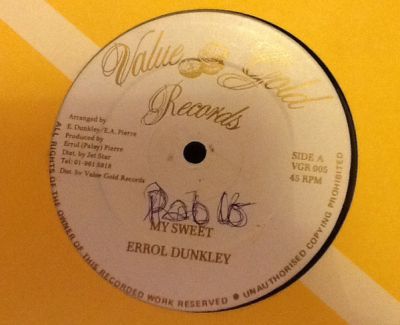 Value Gold
Records
Arranged by
E. Dunkley/E.A. Pierre
Produced by
Errol (Paley) Pierre
Dist. by Jet Star
Tel: 01-961 5818
Dist. by Value Gold Records
SIDE A
VGR 005
45 RPM
MY SWEET
ERROL DUNKLEY
ALL RIGHTS OF THE OWNER OF THIS RECORDED WORK RESERVED ● UNAUTHORISED COPYING PROHIBITED